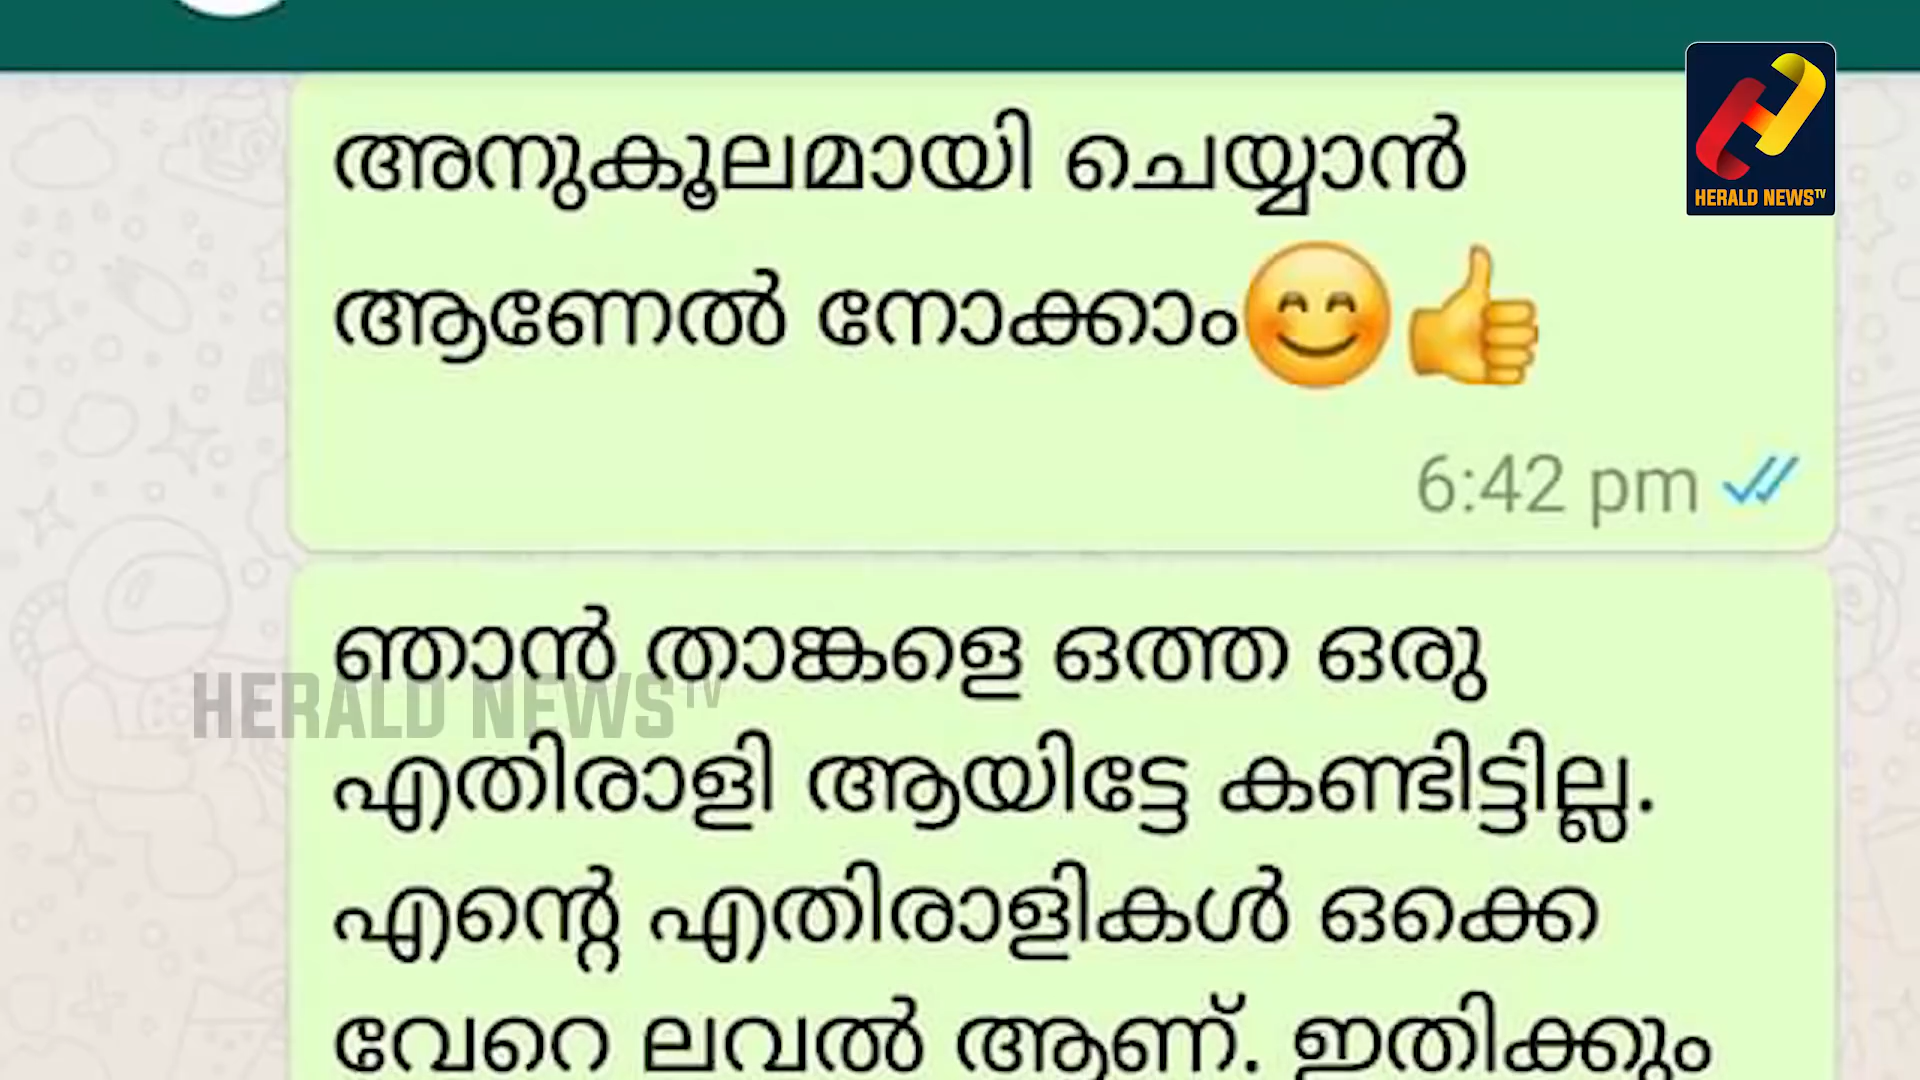 HERALD NEWS TV
അനുകൂലമായി ചെയ്യാൻ
ആണേൽ നോക്കാം😊👍
6:42 pm
ഞാൻ താങ്കളെ ഒത്ത ഒരു
HERALD NEWS TV
എതിരാളി ആയിട്ടേ കണ്ടിട്ടില്ല.
എന്റെ എതിരാളികൾ ഒക്കെ
വേറെ ലവൽ ആണ്. ഇതിക്കും